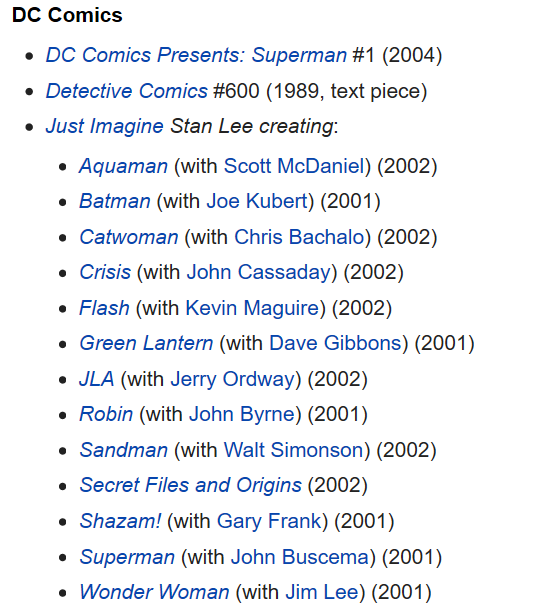 DC Comics
• DC Comics Presents: Superman #1 (2004)
• Detective Comics #600 (1989, text piece)
• Just Imagine Stan Lee creating:
• Aquaman (with Scott McDaniel) (2002)
• Batman (with Joe Kubert) (2001)
• Catwoman (with Chris Bachalo) (2002)
• Crisis (with John Cassaday) (2002)
• Flash (with Kevin Maguire) (2002)
• Green Lantern (with Dave Gibbons) (2001)
• JLA (with Jerry Ordway) (2002)
• Robin (with John Byrne) (2001)
• Sandman (with Walt Simonson) (2002)
• Secret Files and Origins (2002)
• Shazam! (with Gary Frank) (2001)
• Superman (with John Buscema) (2001)
• Wonder Woman (with Jim Lee) (2001)